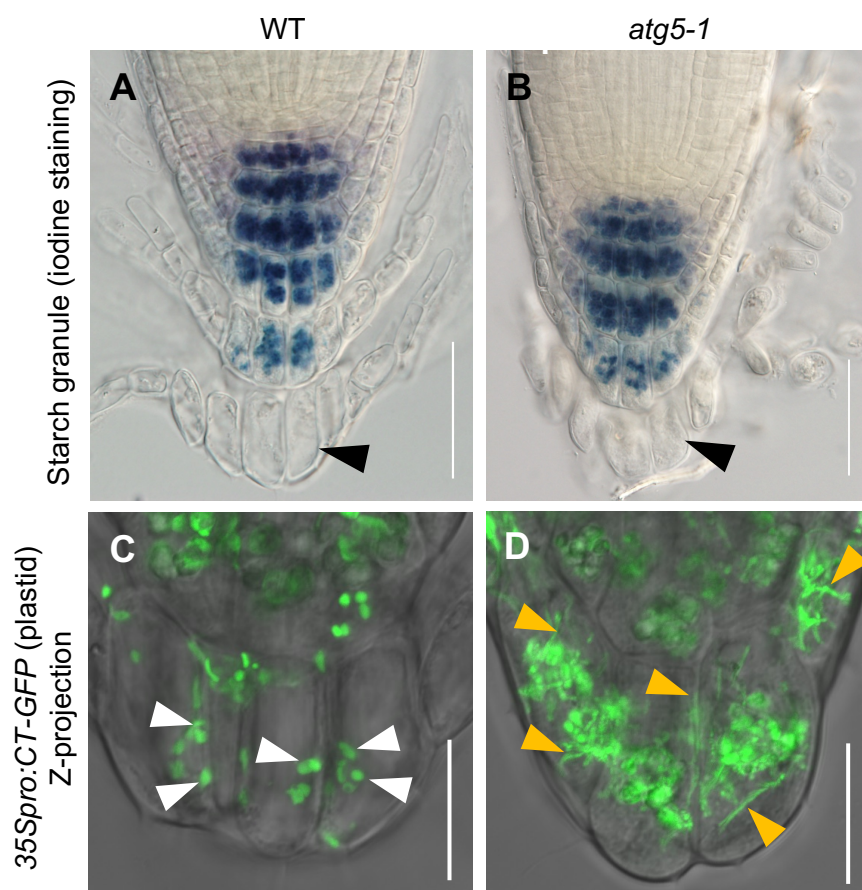 WT
atg5-1
Starch granule (iodine staining)
A
B
35Spro:CT-GFP (plastid)
Z-projection
C
D